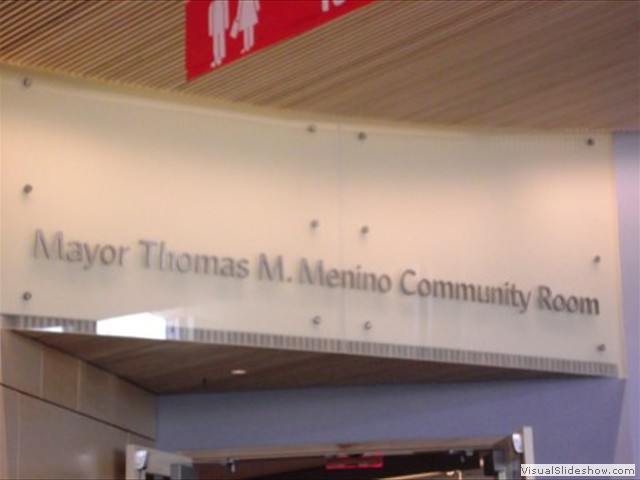 Mayor Thomas M. Menino Community Room
VisualSlideshow.com